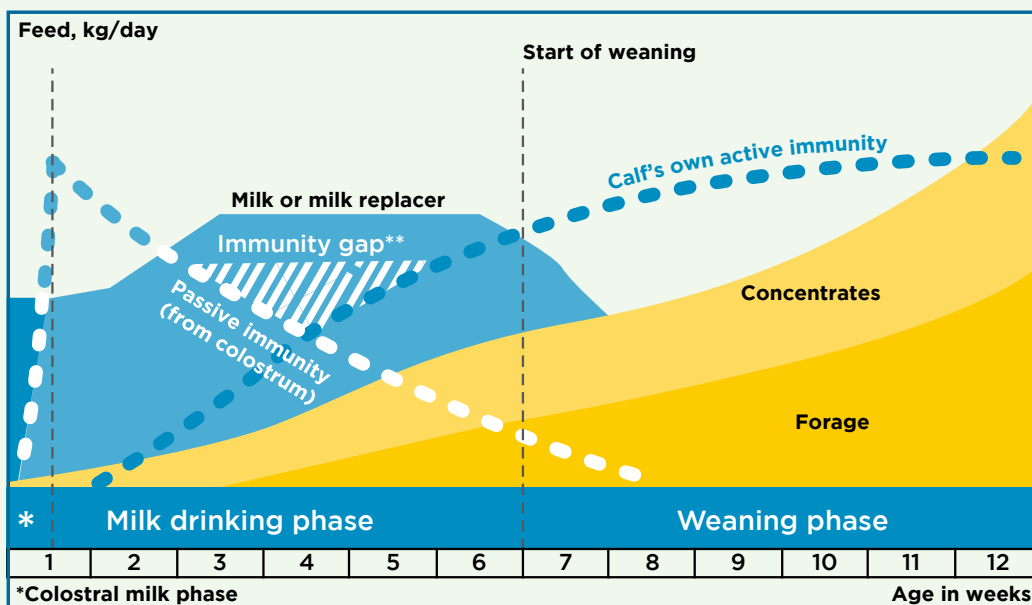 Feed, kg/day
Start of weaning
Calf's own active immunity
Milk or milk replacer
Immunity gap**
Passive immunity
(from colostrum)
Concentrates
Forage
* Milk drinking phase Weaning phase
1 2 3 4 5 6 7 8 9 10 11 12
*Colostral milk phase Age in weeks